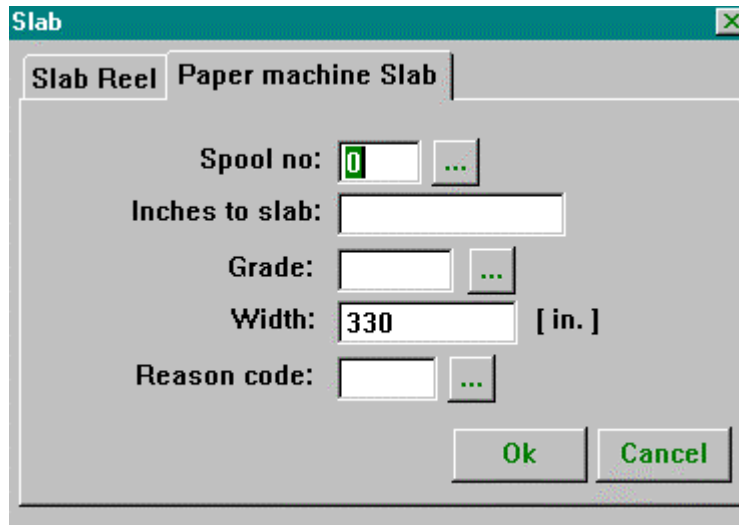 Slab
Slab Reel Paper machine Slab
Spool no: 0 ...
Inches to slab:
Grade: ...
Width: 330 [ in. ]
Reason code: ...
Ok Cancel